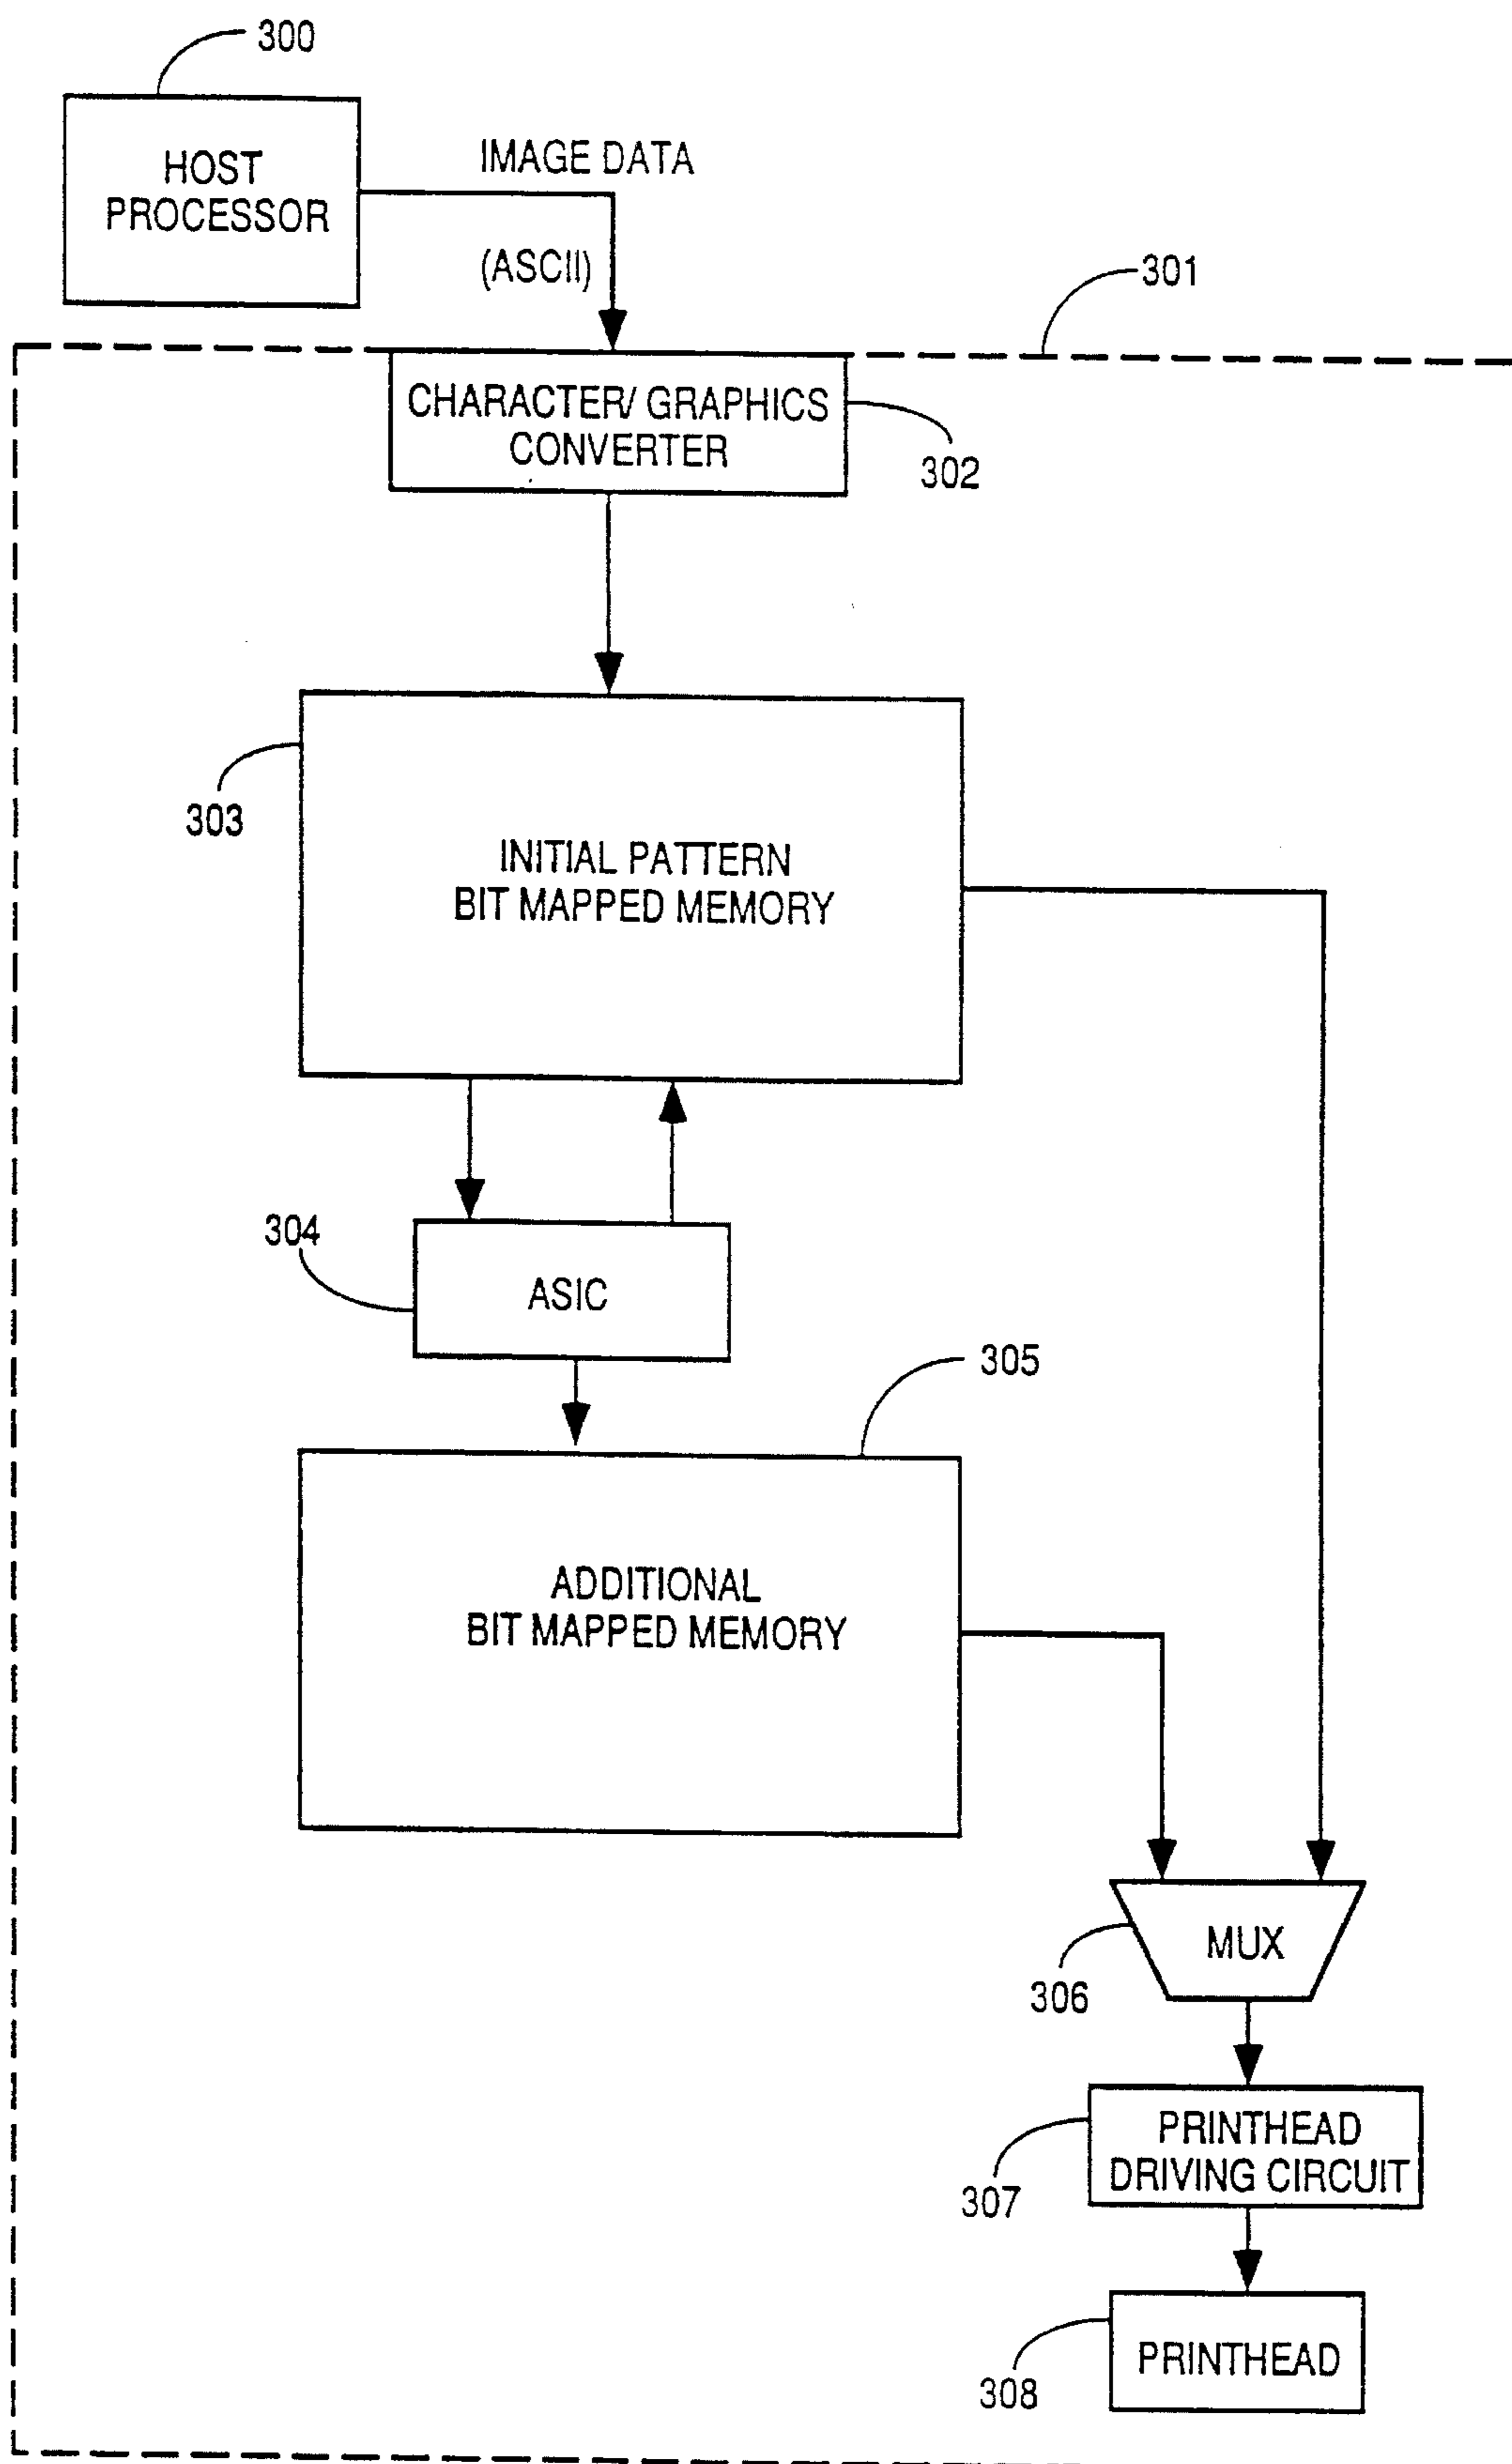 300
HOST
PROCESSOR
IMAGE DATA
(ASCII)
301
CHARACTER/ GRAPHICS
CONVERTER
302
303
INITIAL PATTERN
BIT MAPPED MEMORY
304
ASIC
305
ADDITIONAL
BIT MAPPED MEMORY
MUX
306
PRINTHEAD
DRIVING CIRCUIT
307
PRINTHEAD
308